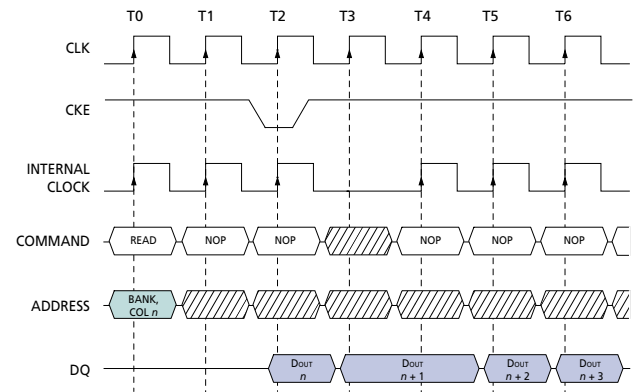 T0 T1 T2 T3 T4 T5 T6
CLK
CKE
INTERNAL
CLOCK
COMMAND READ NOP NOP NOP NOP NOP
ADDRESS BANK,
COL n
DQ DOUT DOUT DOUT DOUT
n n + 1 n + 2 n + 3